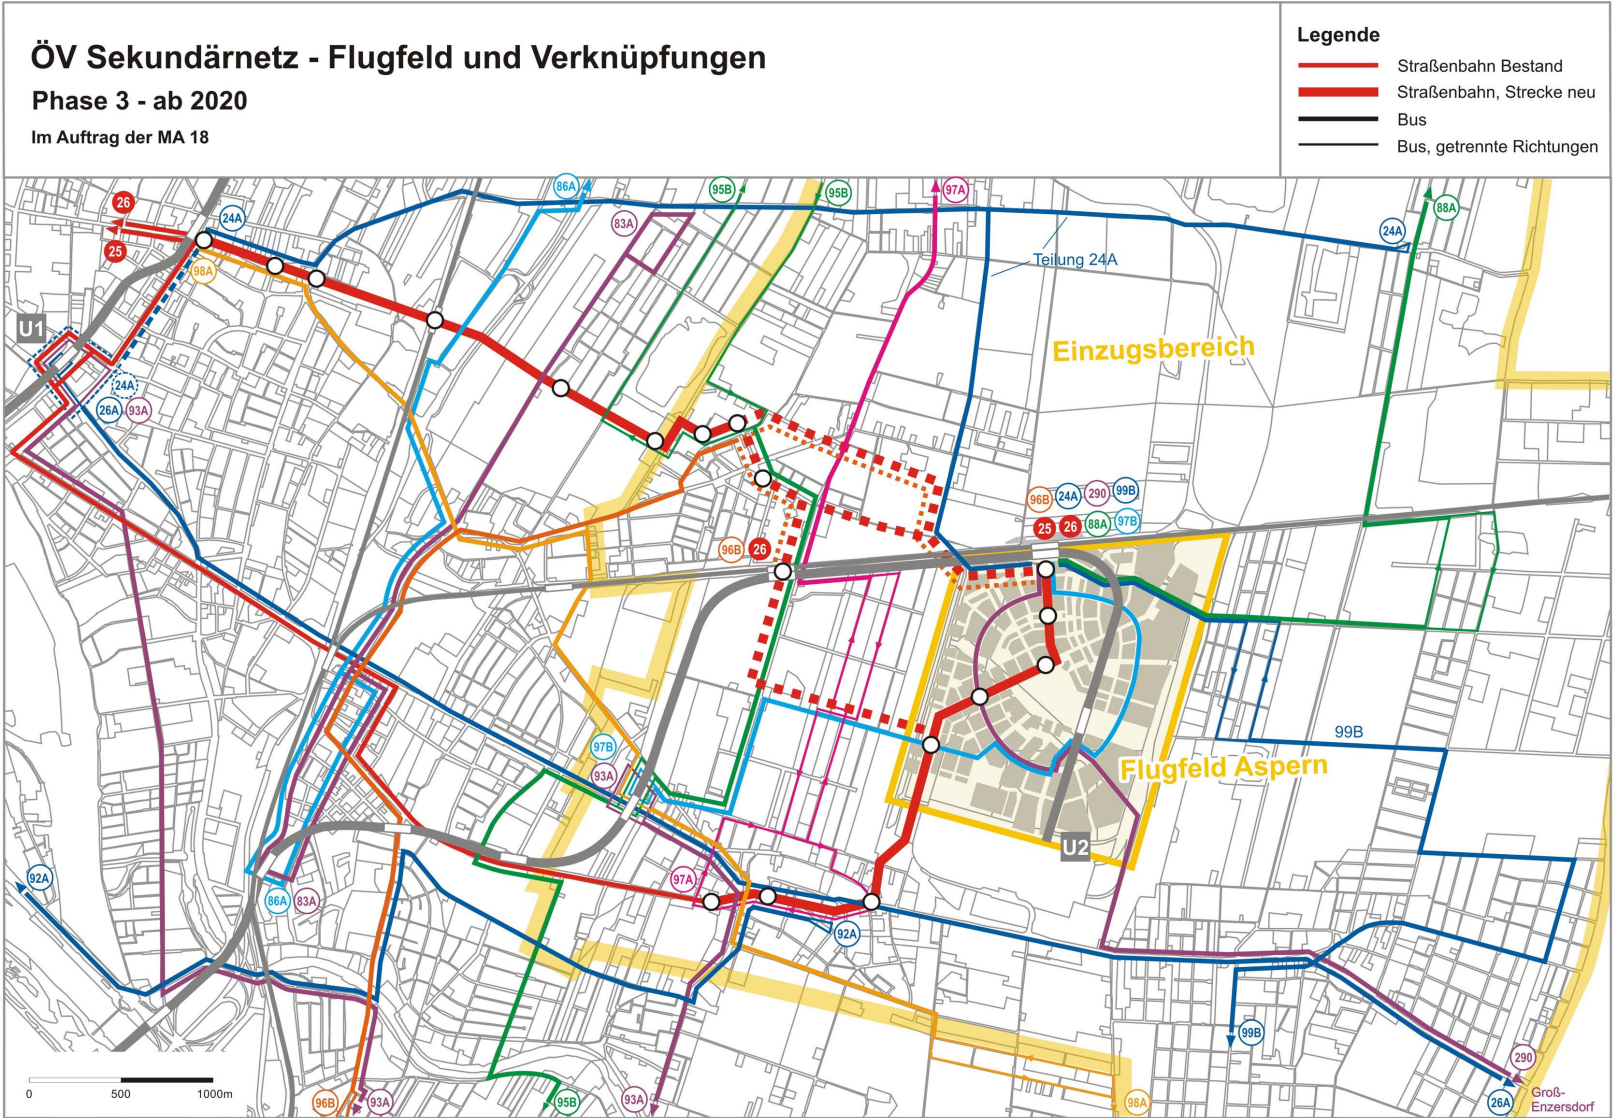 ÖV Sekundärnetz - Flugfeld und Verknüpfungen
Phase 3 - ab 2020
Im Auftrag der MA 18
Legende
Straßenbahn Bestand
Straßenbahn, Strecke neu
Bus
Bus, getrennte Richtungen
86A
95B
95B
97A
26
24A
83A
88A
24A
25
98A
Teilung 24A
U1
Einzugsbereich
24A
26A
93A
96B
24A
290
99B
25
26
88A
97B
96B
26
99B
97B
93A
Flugfeld Aspern
U2
92A
97A
86A
83A
92A
99B
290
0
500
1000m
96B
93A
95B
93A
98A
26A
Groß-
Enzersdorf